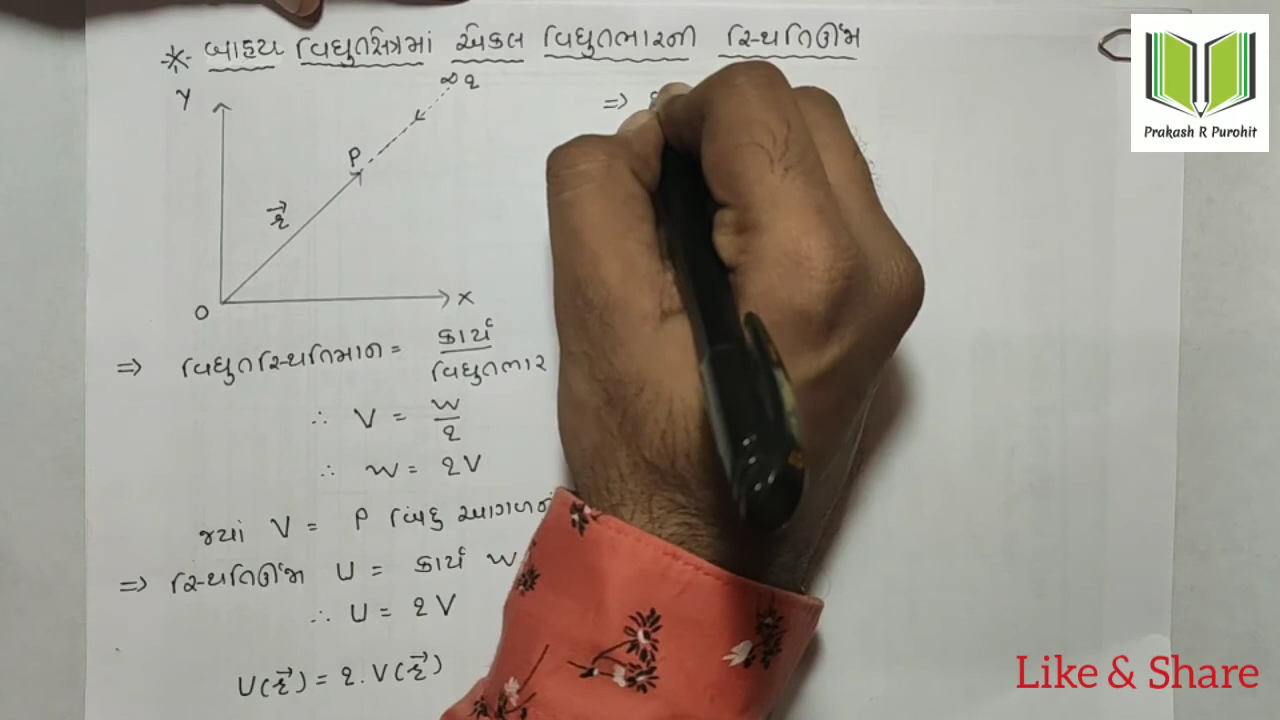 * બાહ્ય વિદ્યુતક્ષેત્રમાં એકલ વિદ્યુતભારની સ્થિતિઊર્જા
Y
∞ q
P
r⃗
O
X
⇒
⇒ વિદ્યુતસ્થિતિમાન = કાર્ય / વિદ્યુતભાર
∴ V = W / q
∴ W = qV
જ્યાં V = P બિંદુ આગળનું
⇒ સ્થિતિઊર્જા U = કાર્ય W
∴ U = qV
U(r⃗) = q. V(r⃗)
Prakash R Purohit
Like & Share